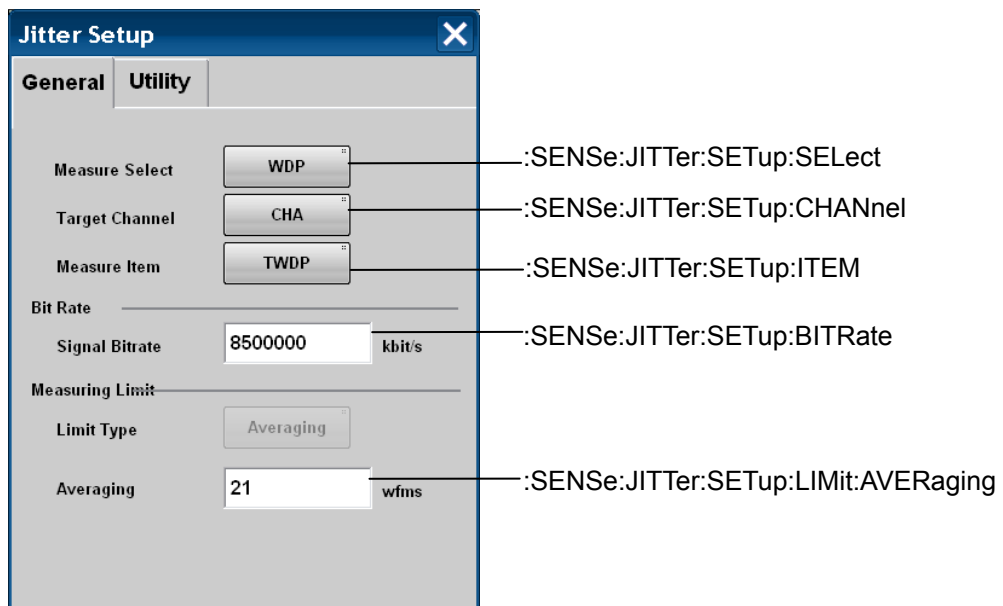 Jitter Setup
General Utility
Measure Select WDP :SENSe:JITTer:SETup:SELect
Target Channel CHA :SENSe:JITTer:SETup:CHANnel
Measure Item TWDP :SENSe:JITTer:SETup:ITEM
Bit Rate
Signal Bitrate 8500000 kbit/s :SENSe:JITTer:SETup:BITRate
Measuring Limit
Limit Type Averaging
Averaging 21 wfms :SENSe:JITTer:SETup:LIMit:AVERaging